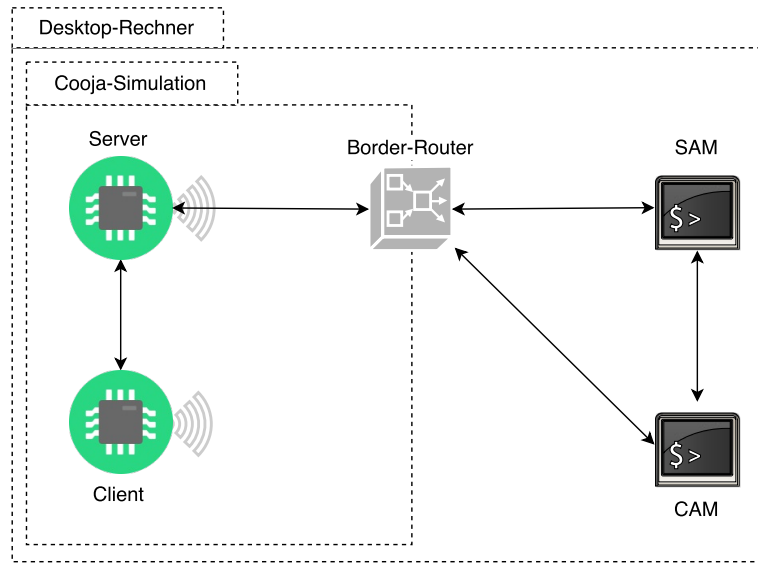 Desktop-Rechner
Cooja-Simulation
Server
Border-Router
SAM
$ >
$ >
Client
CAM